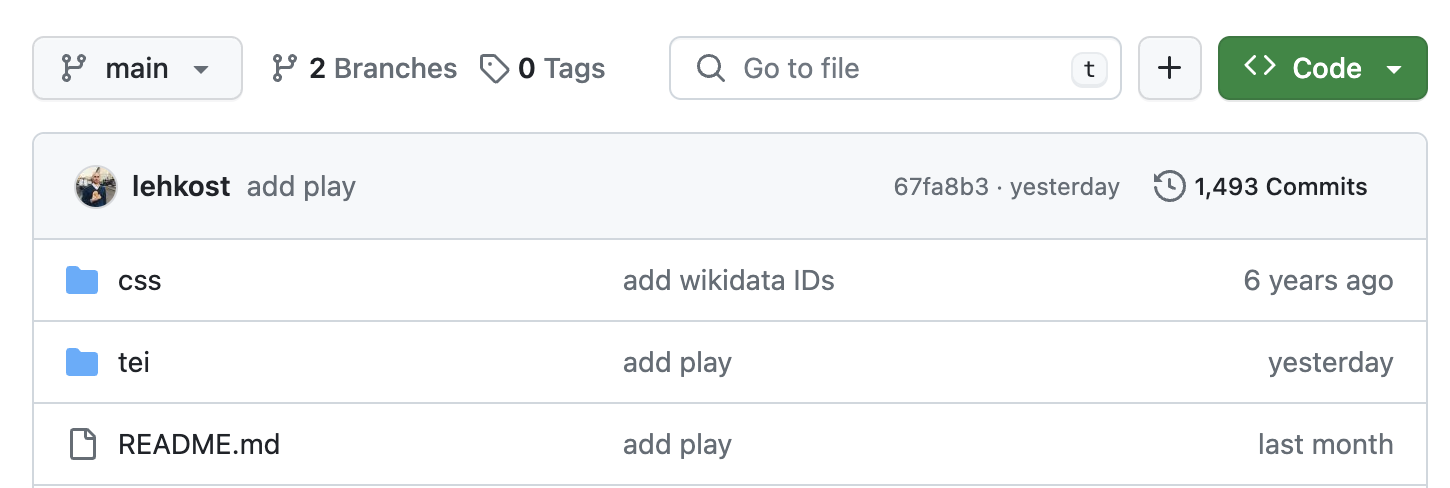 main 2 Branches 0 Tags Go to file t Code
lehkost add play 67fa8b3 · yesterday 1,493 Commits
css add wikidata IDs 6 years ago
tei add play yesterday
README.md add play last month